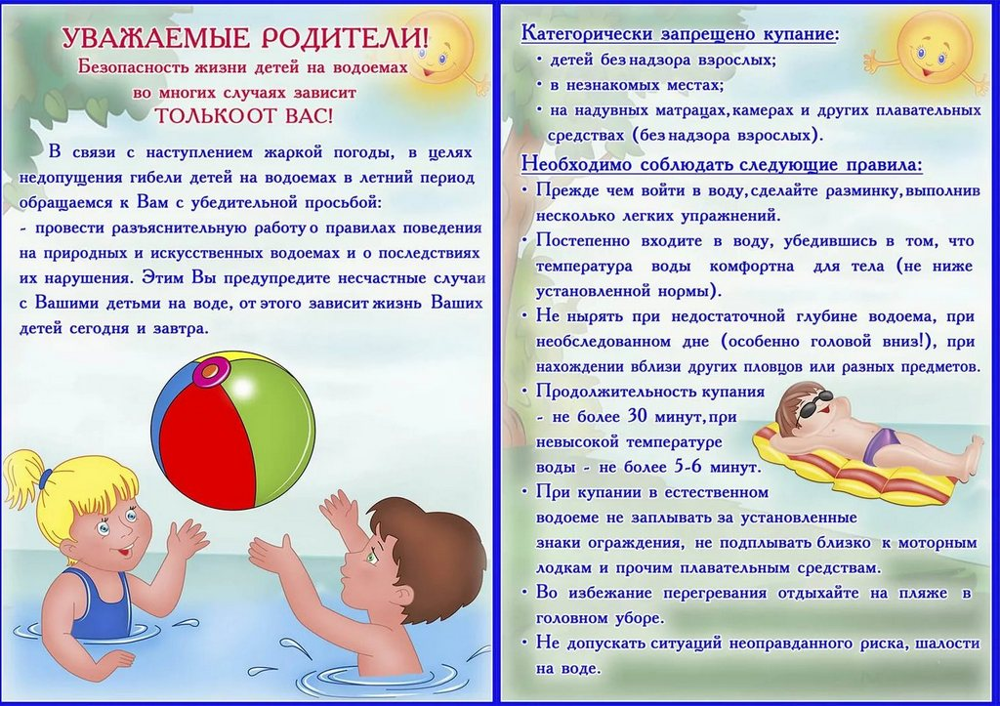 УВАЖАЕМЫЕ РОДИТЕЛИ!
Безопасность жизни детей на водоемах
во многих случаях зависит
ТОЛЬКО ОТ ВАС!
В связи с наступлением жаркой погоды, в целях
недопущения гибели детей на водоемах в летний период
обращаемся к Вам с убедительной просьбой:
- провести разъяснительную работу о правилах поведения
на природных и искусственных водоемах и о последствиях
их нарушения. Этим Вы предупредите несчастные случаи
с Вашими детьми на воде, от этого зависит жизнь Ваших
детей сегодня и завтра.
Категорически запрещено купание:
• детей без надзора взрослых;
• в незнакомых местах;
• на надувных матрацах, камерах и других плавательных
средствах (без надзора взрослых).
Необходимо соблюдать следующие правила:
• Прежде чем войти в воду, сделайте разминку, выполнив
несколько легких упражнений.
• Постепенно входите в воду, убедившись в том, что
температура воды комфортна для тела (не ниже
установленной нормы).
• Не нырять при недостаточной глубине водоема, при
необследованном дне (особенно головой вниз!), при
нахождении вблизи других пловцов или разных предметов.
• Продолжительность купания
- не более 30 минут, при
невысокой температуре
воды - не более 5-6 минут.
• При купании в естественном
водоеме не заплывать за установленные
знаки ограждения, не подплывать близко к моторным
лодкам и прочим плавательным средствам.
• Во избежание перегревания отдыхайте на пляже в
головном уборе.
• Не допускать ситуаций неоправданного риска, шалости
на воде.